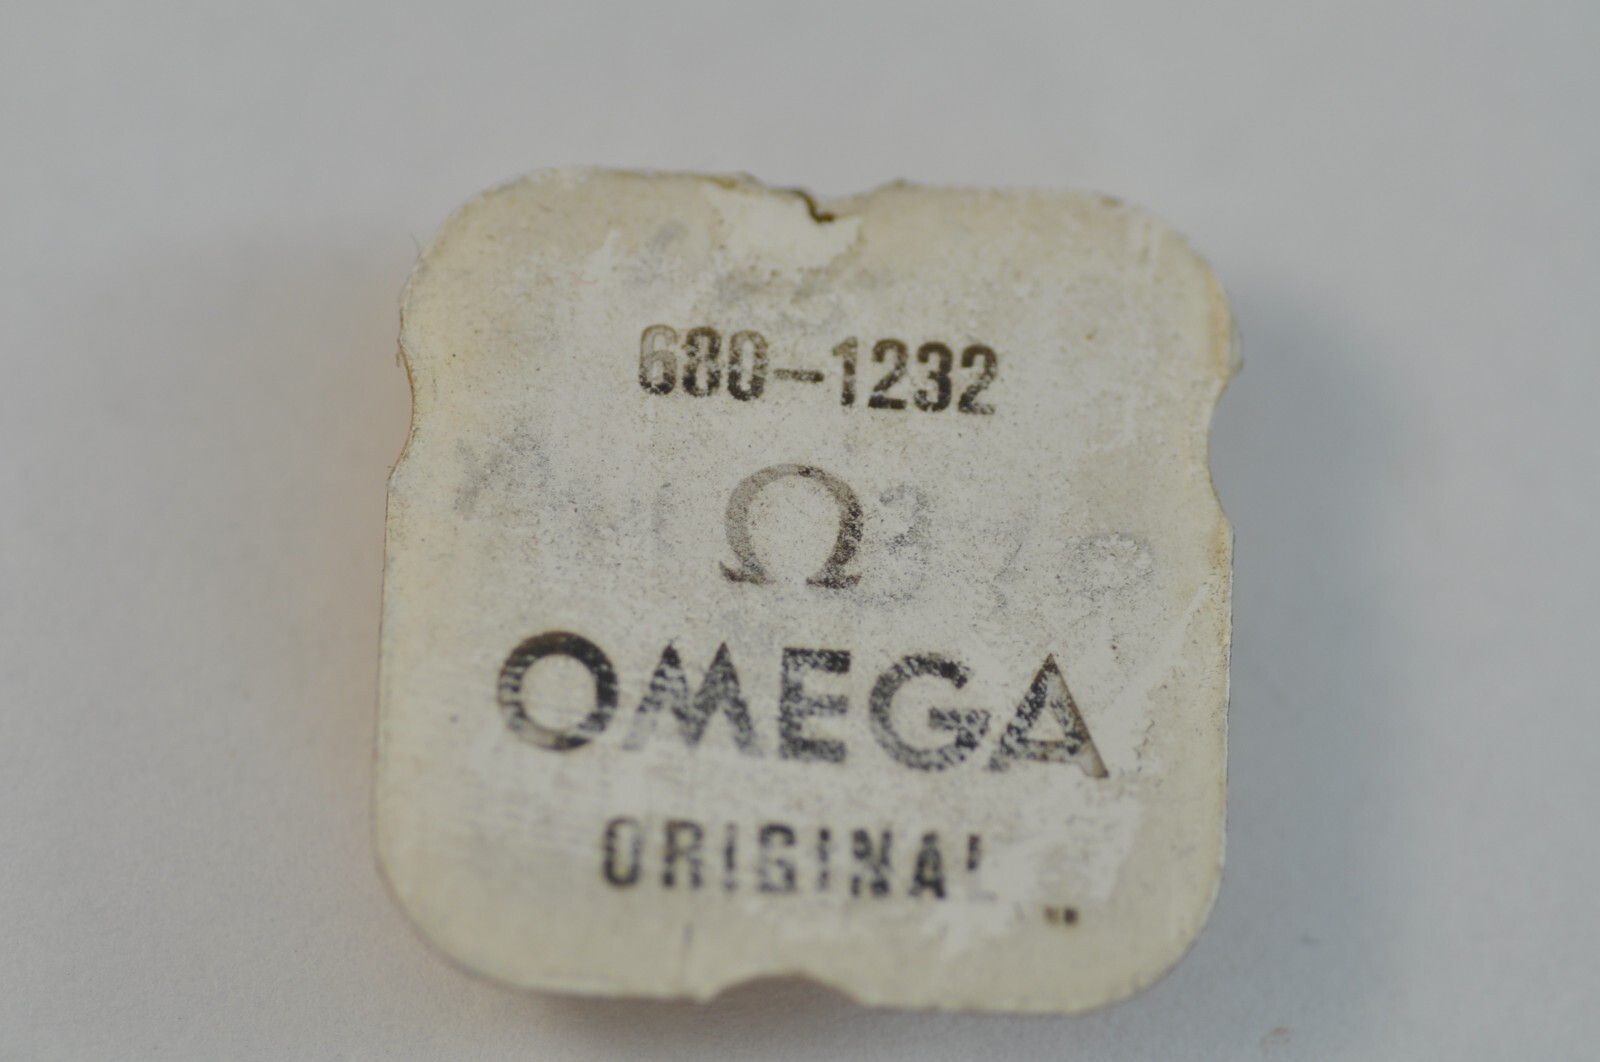 680-1232
Ω
OMEGA
ORIGINAL